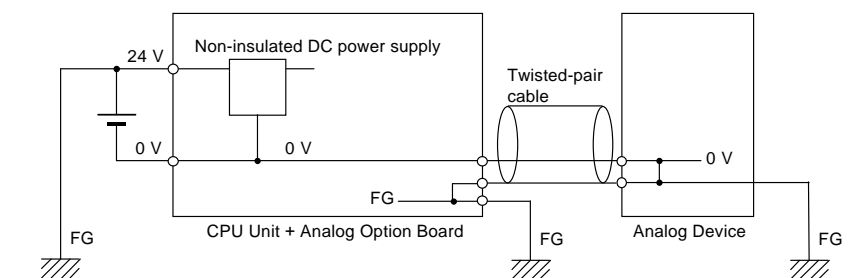 Non-insulated DC power supply
24 V
Twisted-pair
cable
0 V
0 V
0 V
FG
CPU Unit + Analog Option Board
Analog Device
FG
FG
FG